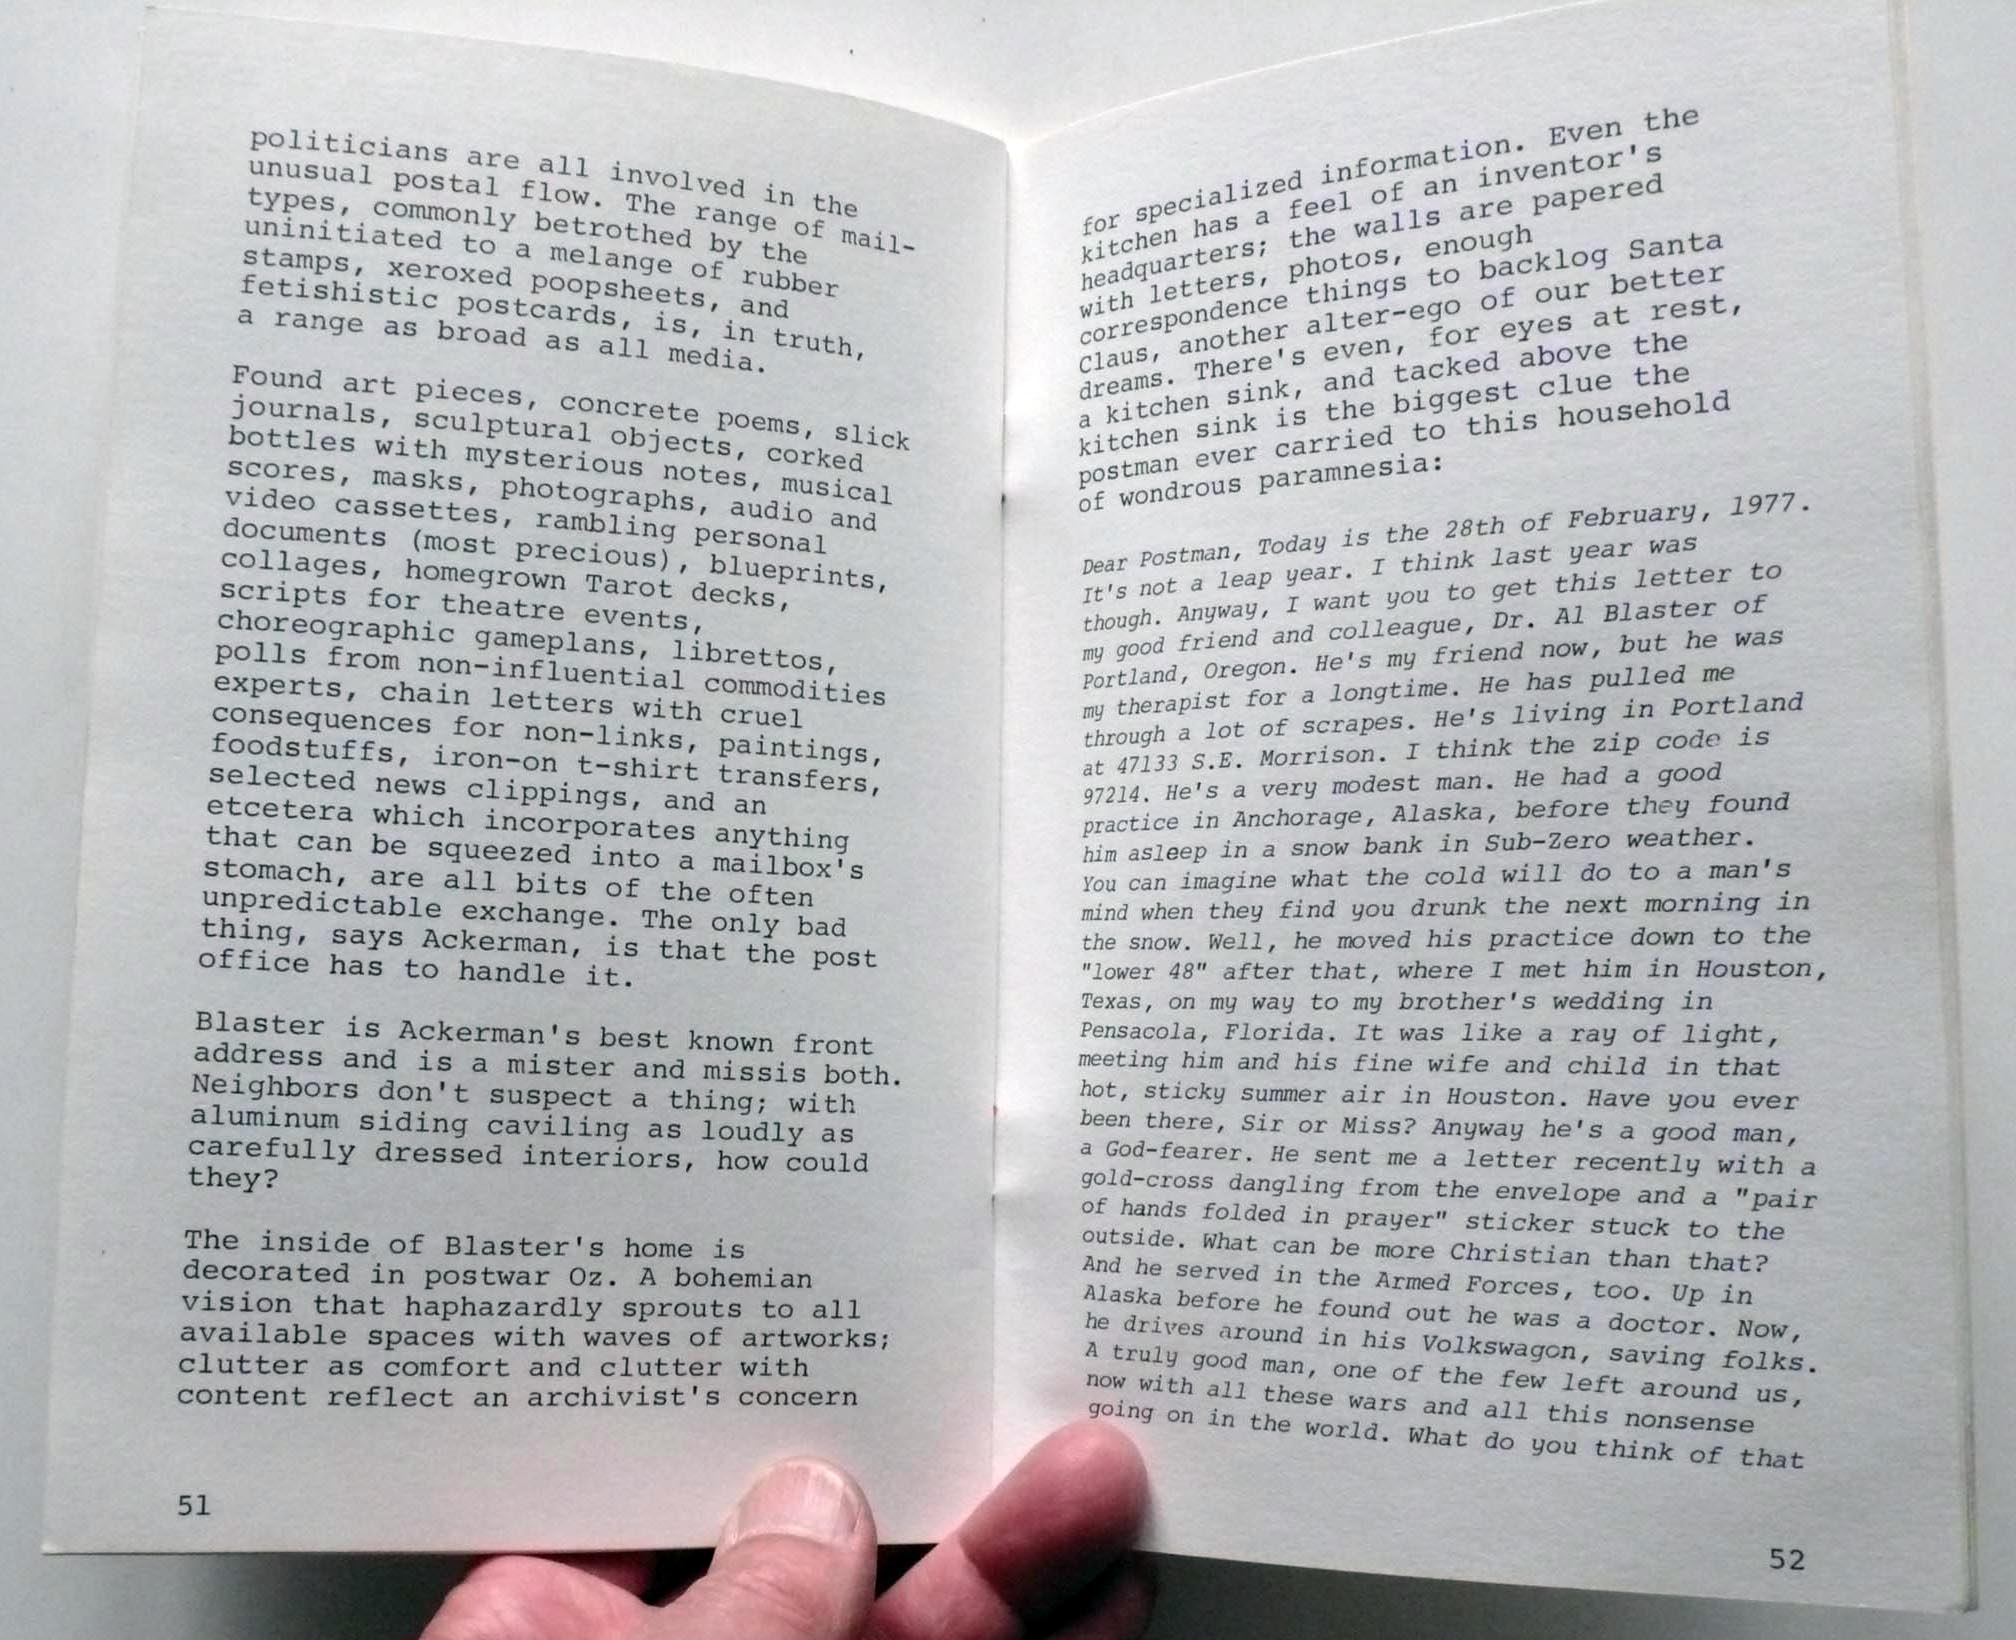 politicians are all involved in the
unusual postal flow. The range of mail-
types, commonly betrothed by the
uninitiated to a melange of rubber
stamps, xeroxed poopsheets, and
fetishistic postcards, is, in truth,
a range as broad as all media.
Found art pieces, concrete poems, slick
journals, sculptural objects, corked
bottles with mysterious notes, musical
scores, masks, photographs, audio and
video cassettes, rambling personal
documents (most precious), blueprints,
collages, homegrown Tarot decks,
scripts for theatre events,
choreographic gameplans, librettos,
polls from non-influential commodities
experts, chain letters with cruel
consequences for non-links, paintings,
foodstuffs, iron-on t-shirt transfers,
selected news clippings, and an
etcetera which incorporates anything
that can be squeezed into a mailbox's
stomach, are all bits of the often
unpredictable exchange. The only bad
thing, says Ackerman, is that the post
office has to handle it.
Blaster is Ackerman's best known front
address and is a mister and missis both.
Neighbors don't suspect a thing; with
aluminum siding caviling as loudly as
carefully dressed interiors, how could
they?
The inside of Blaster's home is
decorated in postwar Oz. A bohemian
vision that haphazardly sprouts to all
available spaces with waves of artworks;
clutter as comfort and clutter with
content reflect an archivist's concern
51
for specialized information. Even the
kitchen has a feel of an inventor's
headquarters; the walls are papered
with letters, photos, enough
correspondence things to backlog Santa
Claus, another alter-ego of our better
dreams. There's even, for eyes at rest,
a kitchen sink, and tacked above the
kitchen sink is the biggest clue the
postman ever carried to this household
of wondrous paramnesia:
Dear Postman, Today is the 28th of February, 1977.
It's not a leap year. I think last year was
though. Anyway, I want you to get this letter to
my good friend and colleague, Dr. Al Blaster of
Portland, Oregon. He's my friend now, but he was
my therapist for a longtime. He has pulled me
through a lot of scrapes. He's living in Portland
at 47133 S.E. Morrison. I think the zip code is
97214. He's a very modest man. He had a good
practice in Anchorage, Alaska, before they found
him asleep in a snow bank in Sub-Zero weather.
You can imagine what the cold will do to a man's
mind when they find you drunk the next morning in
the snow. Well, he moved his practice down to the
"lower 48" after that, where I met him in Houston,
Texas, on my way to my brother's wedding in
Pensacola, Florida. It was like a ray of light,
meeting him and his fine wife and child in that
hot, sticky summer air in Houston. Have you ever
been there, Sir or Miss? Anyway he's a good man,
a God-fearer. He sent me a letter recently with a
gold-cross dangling from the envelope and a "pair
of hands folded in prayer" sticker stuck to the
outside. What can be more Christian than that?
And he served in the Armed Forces, too. Up in
Alaska before he found out he was a doctor. Now,
he drives around in his Volkswagon, saving folks.
A truly good man, one of the few left around us,
now with all these wars and all this nonsense
going on in the world. What do you think of that
52